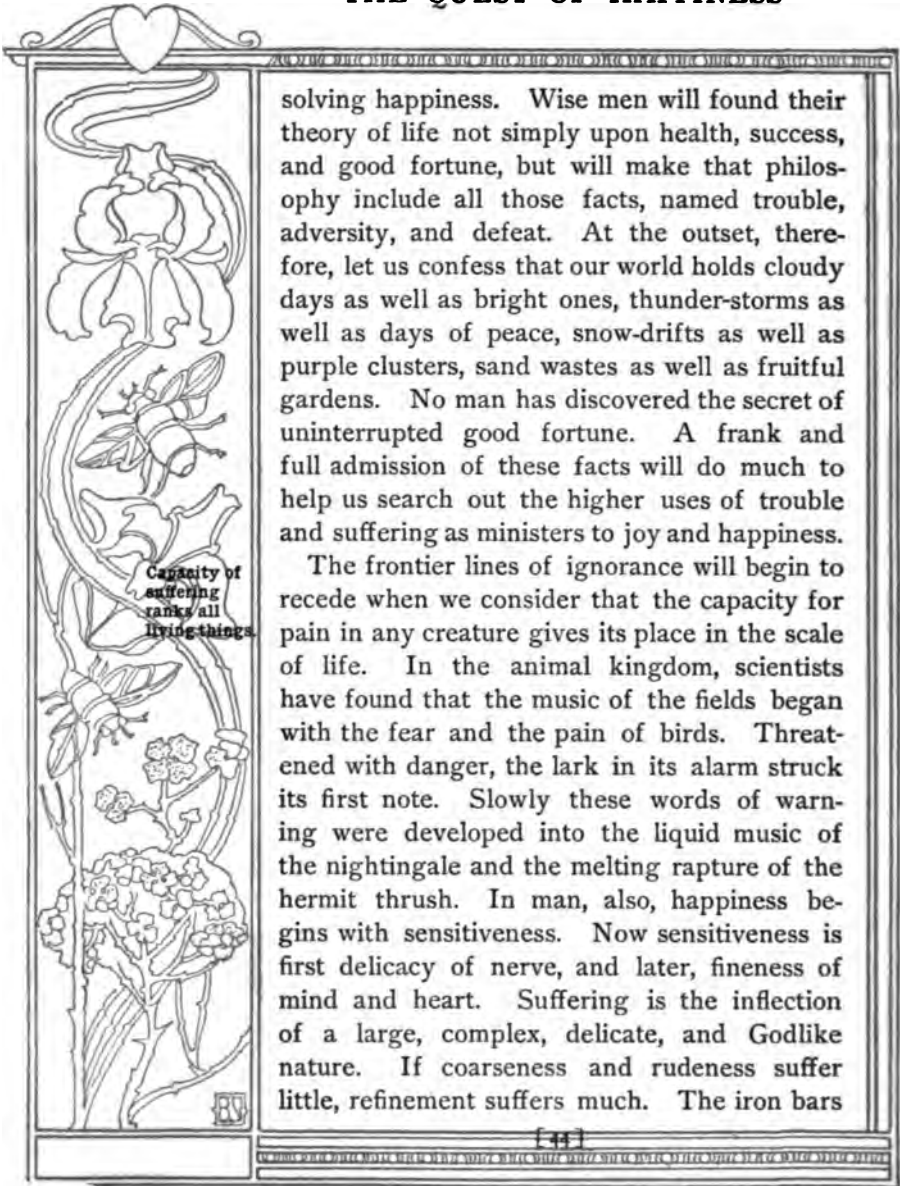 THE QUEST OF HAPPINESS
solving happiness. Wise men will found their
theory of life not simply upon health, success,
and good fortune, but will make that philos-
ophy include all those facts, named trouble,
adversity, and defeat. At the outset, there-
fore, let us confess that our world holds cloudy
days as well as bright ones, thunder-storms as
well as days of peace, snow-drifts as well as
purple clusters, sand wastes as well as fruitful
gardens. No man has discovered the secret of
uninterrupted good fortune. A frank and
full admission of these facts will do much to
help us search out the higher uses of trouble
and suffering as ministers to joy and happiness.
Capacity of
suffering
ranks all
living things.
The frontier lines of ignorance will begin to
recede when we consider that the capacity for
pain in any creature gives its place in the scale
of life. In the animal kingdom, scientists
have found that the music of the fields began
with the fear and the pain of birds. Threat-
ened with danger, the lark in its alarm struck
its first note. Slowly these words of warn-
ing were developed into the liquid music of
the nightingale and the melting rapture of the
hermit thrush. In man, also, happiness be-
gins with sensitiveness. Now sensitiveness is
first delicacy of nerve, and later, fineness of
mind and heart. Suffering is the inflection
of a large, complex, delicate, and Godlike
nature. If coarseness and rudeness suffer
little, refinement suffers much. The iron bars
[44]